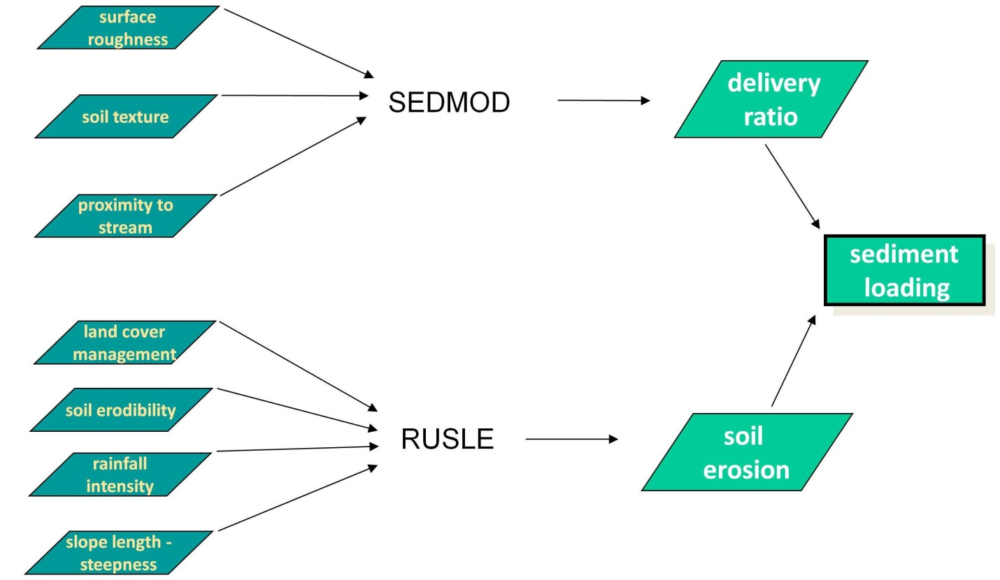 surface
roughness
soil texture
proximity to
stream
SEDMOD
delivery
ratio
sediment
loading
land cover
management
soil erodibility
rainfall
intensity
slope length -
steepness
RUSLE
soil
erosion